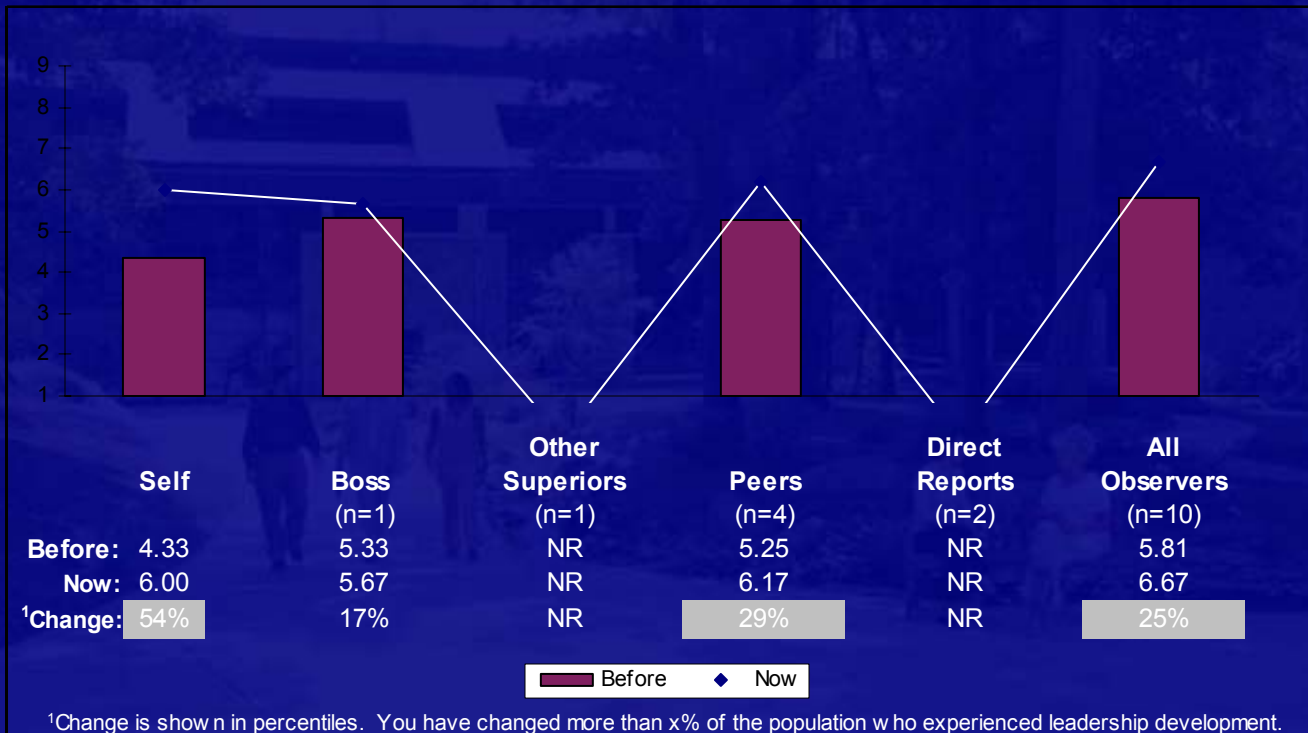 9
8
7
6
5
4
3
2
1
Self
Boss
(n=1)
Other
Superiors
(n=1)
Peers
(n=4)
Direct
Reports
(n=2)
All
Observers
(n=10)
Before: 4.33 5.33 NR 5.25 NR 5.81
Now: 6.00 5.67 NR 6.17 NR 6.67
¹Change: 54% 17% NR 29% NR 25%
Before Now
¹Change is shown in percentiles. You have changed more than x% of the population who experienced leadership development.